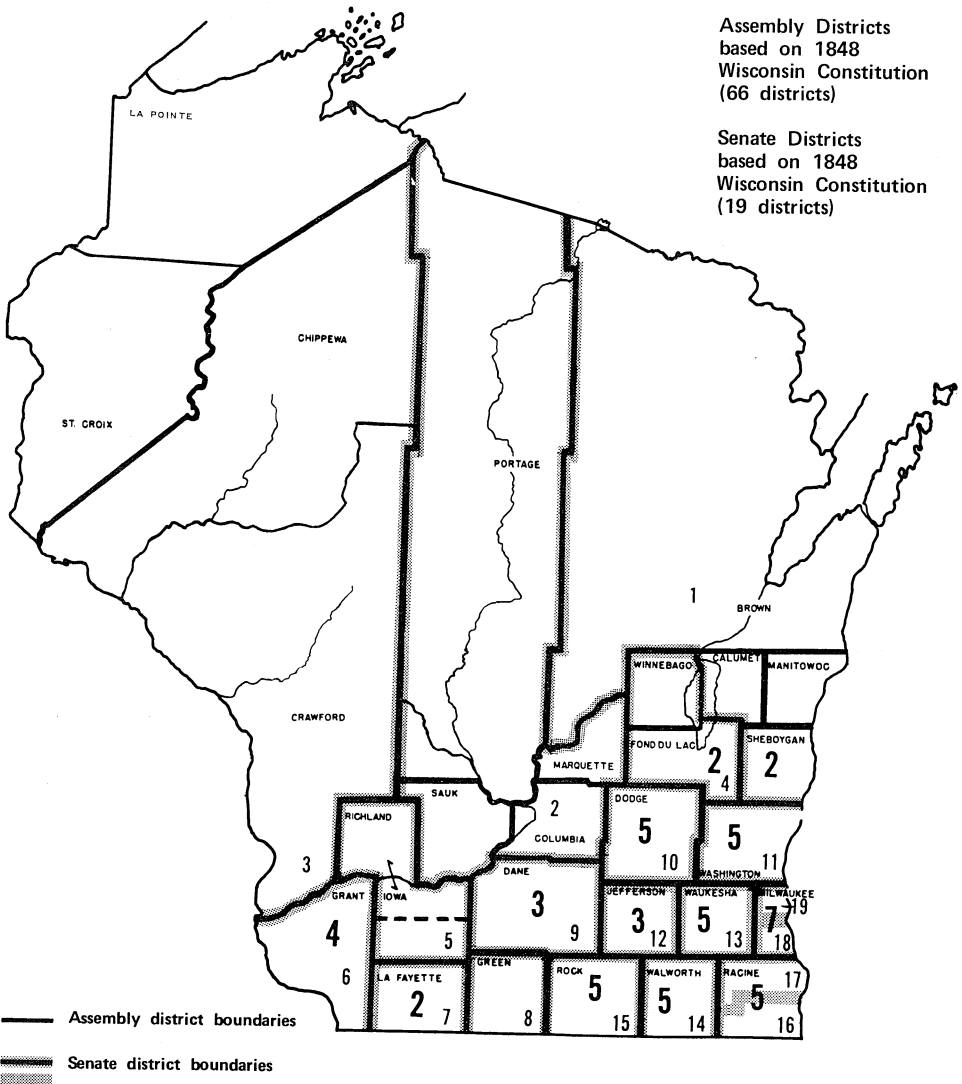 Assembly Districts
based on 1848
Wisconsin Constitution
(66 districts)
Senate Districts
based on 1848
Wisconsin Constitution
(19 districts)
LA POINTE
CHIPPEWA
ST. CROIX
PORTAGE
1
BROWN
WINNEBAGO
CALUMET
MANITOWOC
CRAWFORD
FOND DU LAC
2
4
SHEBOYGAN
2
MARQUETTE
SAUK
2
COLUMBIA
DODGE
5
10
5
11
WASHINGTON
RICHLAND
3
GRANT
4
6
IOWA
5
DANE
3
9
JEFFERSON
3
12
WAUKESHA
5
13
MILWAUKEE
19
7
18
LA FAYETTE
2
7
GREEN
8
ROCK
5
15
WALWORTH
5
14
RACINE
17
5
16
Assembly district boundaries
Senate district boundaries